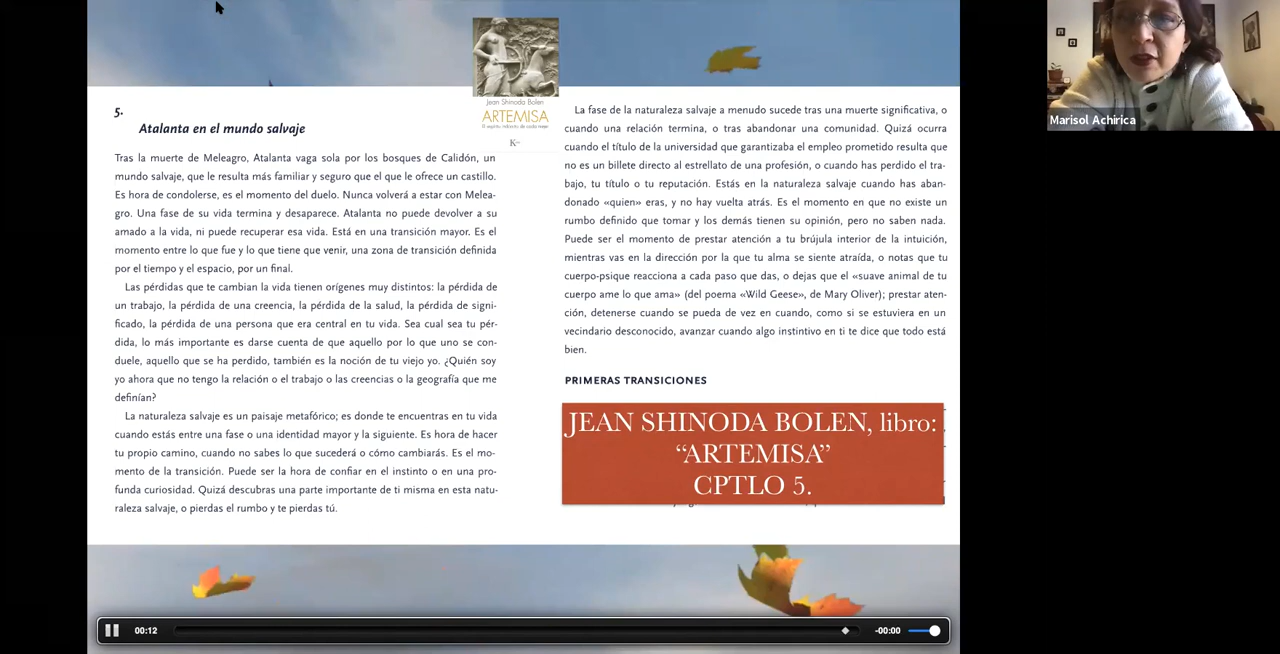 5.
Atalanta en el mundo salvaje
Tras la muerte de Meleagro, Atalanta vaga sola por los bosques de Calidón, un
mundo salvaje, que le resulta más familiar y seguro que el que le ofrece un castillo.
Es hora de condolerse, es el momento del duelo. Nunca volverá a estar con Melea-
gro. Una fase de su vida termina y desaparece. Atalanta no puede devolver a su
amado a la vida, ni puede recuperar esa vida. Está en una transición mayor. Es el
momento entre lo que fue y lo que tiene que venir, una zona de transición definida
por el tiempo y el espacio, por un final.
Las pérdidas que te cambian la vida tienen orígenes muy distintos: la pérdida de
un trabajo, la pérdida de una creencia, la pérdida de la salud, la pérdida de signi-
ficado, la pérdida de una persona que era central en tu vida. Sea cual sea tu pér-
dida, lo más importante es darse cuenta de que aquello por lo que uno se con-
duele, aquello que se ha perdido, también es la noción de tu viejo yo. ¿Quién soy
yo ahora que no tengo la relación o el trabajo o las creencias o la geografía que me
definían?
La naturaleza salvaje es un paisaje metafórico; es donde te encuentras en tu vida
cuando estás entre una fase o una identidad mayor y la siguiente. Es hora de hacer
tu propio camino, cuando no sabes lo que sucederá o cómo cambiarás. Es el mo-
mento de la transición. Puede ser la hora de confiar en el instinto o en una pro-
funda curiosidad. Quizá descubras una parte importante de ti misma en esta natu-
raleza salvaje, o pierdas el rumbo y te pierdas tú.
Jean Shinoda Bolen
ARTEMISA
El espíritu indómito de cada mujer
K
La fase de la naturaleza salvaje a menudo sucede tras una muerte significativa, o
cuando una relación termina, o tras abandonar una comunidad. Quizá ocurra
cuando el título de la universidad que garantizaba el empleo prometido resulta que
no es un billete directo al estrellato de una profesión, o cuando has perdido el tra-
bajo, tu título o tu reputación. Estás en la naturaleza salvaje cuando has aban-
donado «quien» eras, y no hay vuelta atrás. Es el momento en que no existe un
rumbo definido que tomar y los demás tienen su opinión, pero no saben nada.
Puede ser el momento de prestar atención a tu brújula interior de la intuición,
mientras vas en la dirección por la que tu alma se siente atraída, o notas que tu
cuerpo-psique reacciona a cada paso que das, o dejas que el «suave animal de tu
cuerpo ame lo que ama» (del poema «Wild Geese», de Mary Oliver); prestar aten-
ción, detenerse cuando se pueda de vez en cuando, como si se estuviera en un
vecindario desconocido, avanzar cuando algo instintivo en ti te dice que todo está
bien.
PRIMERAS TRANSICIONES
JEAN SHINODA BOLEN, libro:
“ARTEMISA”
CPTLO 5.
Marisol Achirica
00:12
-00:00